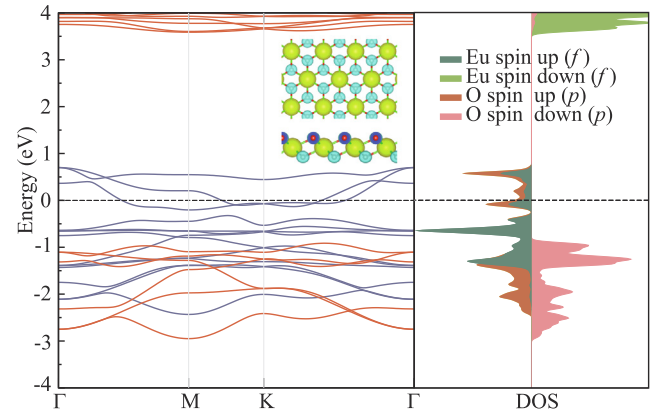 4
3
2
1
0
-1
-2
-3
-4
Energy (eV)
Γ
M
K
Γ
DOS
Eu spin up (f)
Eu spin down (f)
O spin up (p)
O spin down (p)